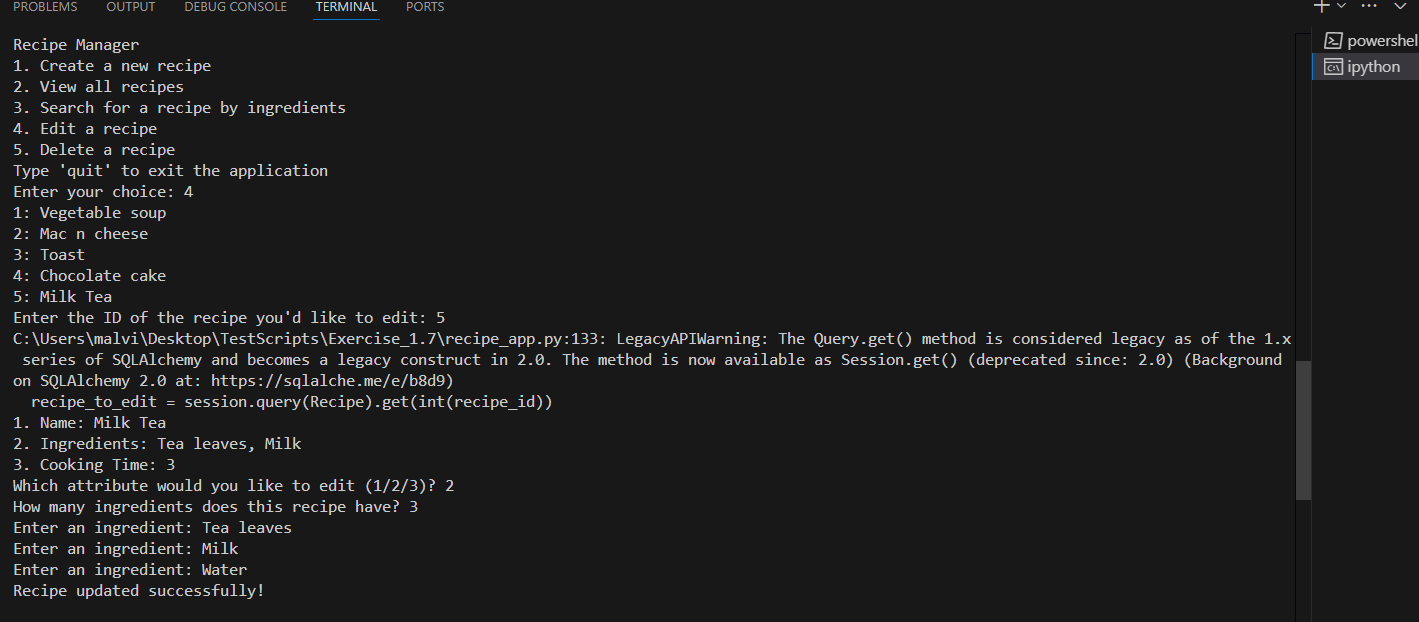 PROBLEMS OUTPUT DEBUG CONSOLE TERMINAL PORTS
Recipe Manager
1. Create a new recipe
2. View all recipes
3. Search for a recipe by ingredients
4. Edit a recipe
5. Delete a recipe
Type 'quit' to exit the application
Enter your choice: 4
1: Vegetable soup
2: Mac n cheese
3: Toast
4: Chocolate cake
5: Milk Tea
Enter the ID of the recipe you'd like to edit: 5
C:\Users\malvi\Desktop\TestScripts\Exercise_1.7\recipe_app.py:133: LegacyAPIWarning: The Query.get() method is considered legacy as of the 1.x
series of SQLAlchemy and becomes a legacy construct in 2.0. The method is now available as Session.get() (deprecated since: 2.0) (Background
on SQLAlchemy 2.0 at: https://sqlalche.me/e/b8d9)
recipe_to_edit = session.query(Recipe).get(int(recipe_id))
1. Name: Milk Tea
2. Ingredients: Tea leaves, Milk
3. Cooking Time: 3
Which attribute would you like to edit (1/2/3)? 2
How many ingredients does this recipe have? 3
Enter an ingredient: Tea leaves
Enter an ingredient: Milk
Enter an ingredient: Water
Recipe updated successfully!
powershel
ipython